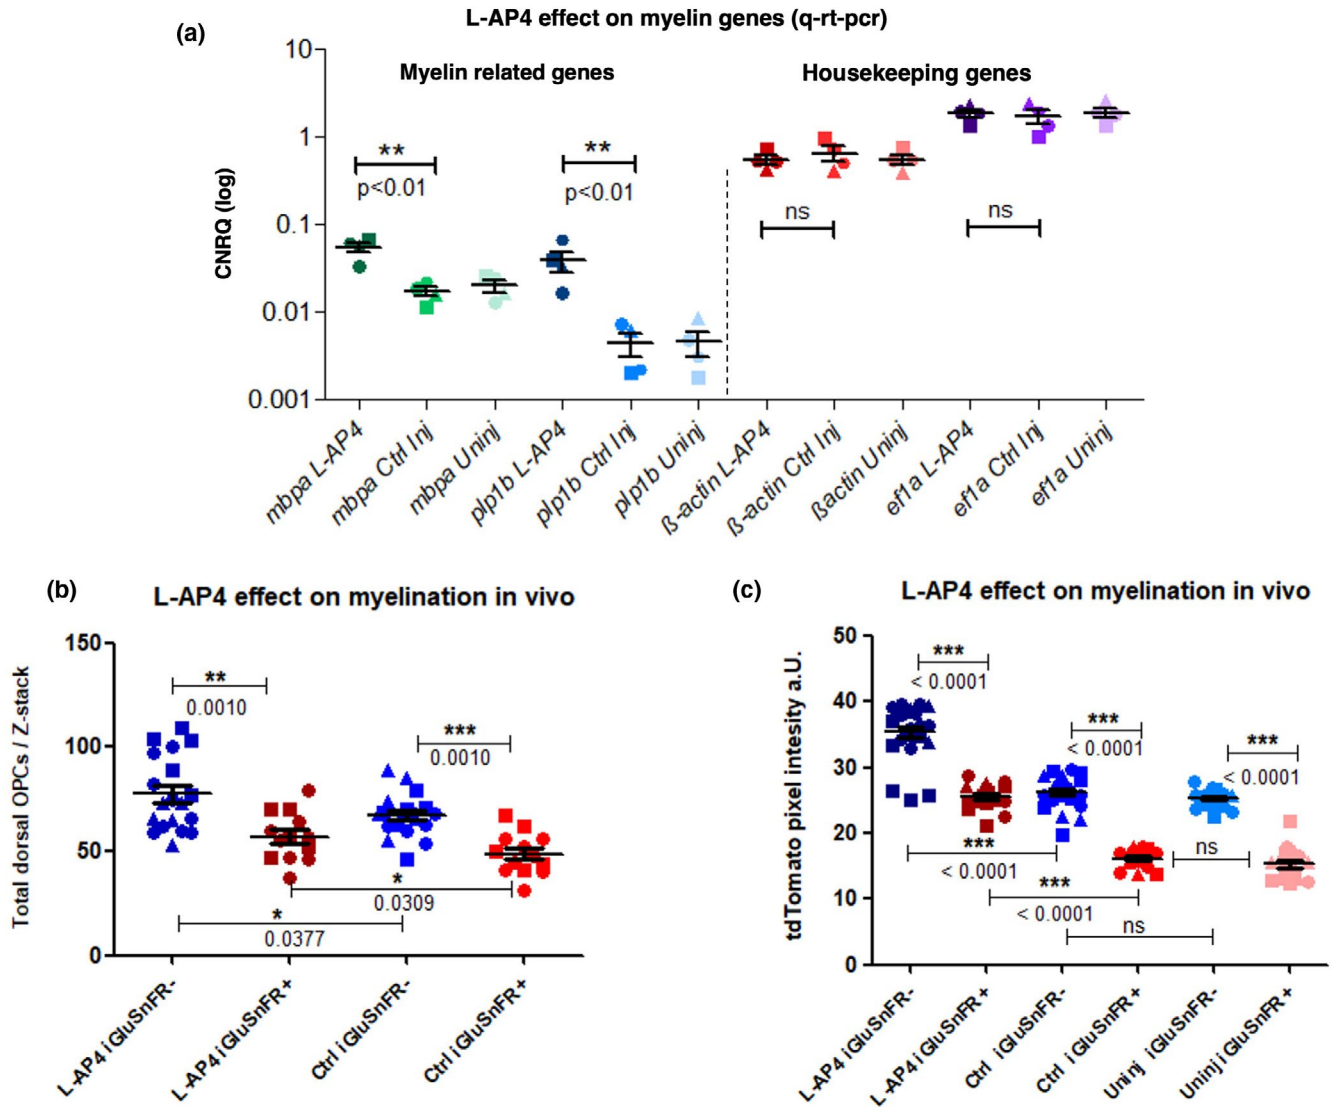 L-AP4 effect on myelin genes (q-rt-pcr)
(a)
Myelin related genes
Housekeeping genes
CNRQ (log)
10
1
0.1
0.01
0.001
**
p<0.01
**
p<0.01
ns
ns
mbpa L-AP4
mbpa Ctrl Inj
mbpa Uninj
plp1b L-AP4
plp1b Ctrl Inj
plp1b Uninj
ß-actin L-AP4
ß-actin Ctrl Inj
ßactin Uninj
ef1a L-AP4
ef1a Ctrl Inj
ef1a Uninj
(b)
L-AP4 effect on myelination in vivo
Total dorsal OPCs / Z-stack
150
100
50
0
**
0.0010
***
0.0010
*
0.0309
*
0.0377
L-AP4 iGluSnFR-
L-AP4 iGluSnFR+
Ctrl iGluSnFR-
Ctrl iGluSnFR+
(c)
L-AP4 effect on myelination in vivo
tdTomato pixel intesity a.U.
50
40
30
20
10
0
***
< 0.0001
***
< 0.0001
***
< 0.0001
***
< 0.0001
ns
***
< 0.0001
ns
L-AP4 iGluSnFR-
L-AP4 iGluSnFR+
Ctrl iGluSnFR-
Ctrl iGluSnFR+
Uninj iGluSnFR-
Uninj iGluSnFR+